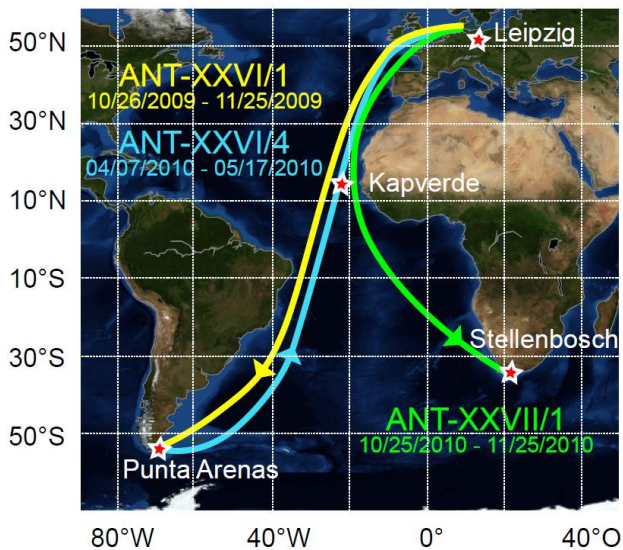 50°N
Leipzig
ANT-XXVI/1
10/26/2009 - 11/25/2009
30°N
ANT-XXVI/4
04/07/2010 - 05/17/2010
Kapverde
10°N
10°S
Stellenbosch
30°S
ANT-XXVII/1
10/25/2010 - 11/25/2010
50°S
Punta Arenas
80°W 40°W 0° 40°O